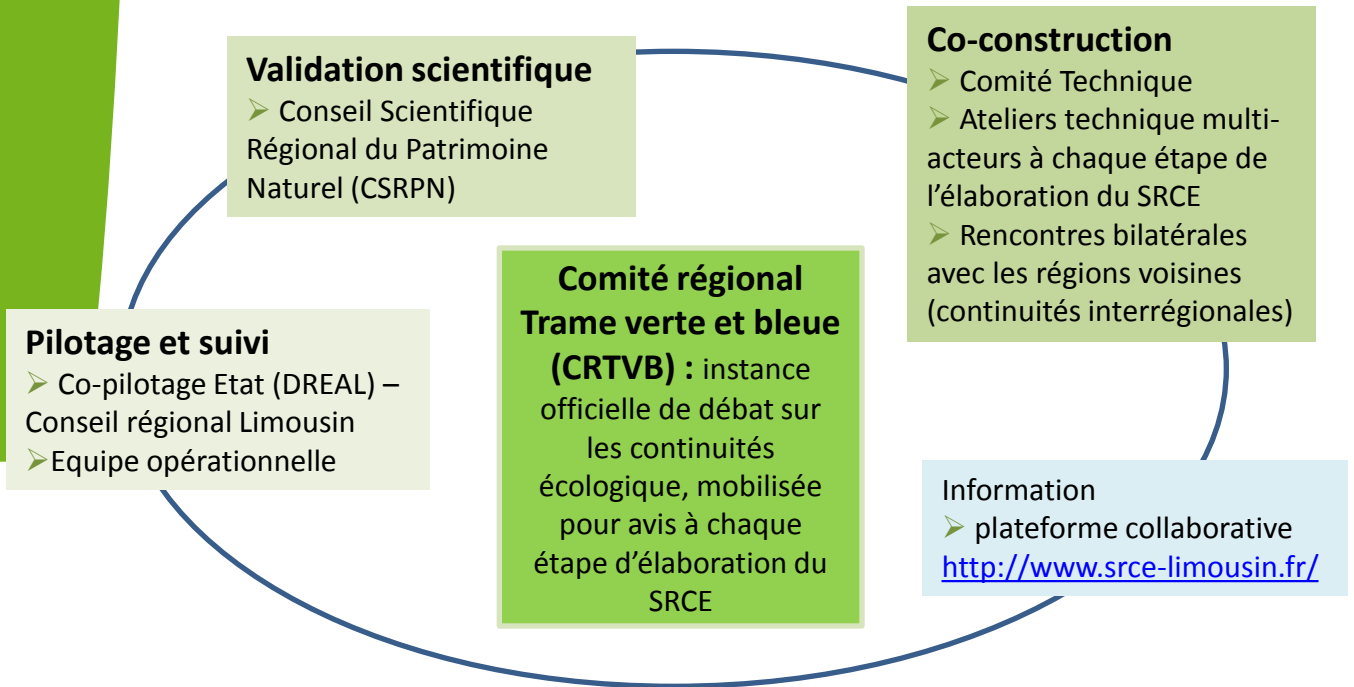 Validation scientifique
➢ Conseil Scientifique
Régional du Patrimoine
Naturel (CSRPN)
Co-construction
➢ Comité Technique
➢ Ateliers technique multi-
acteurs à chaque étape de
l’élaboration du SRCE
➢ Rencontres bilatérales
avec les régions voisines
(continuités interrégionales)
Pilotage et suivi
➢ Co-pilotage Etat (DREAL) –
Conseil régional Limousin
➢Equipe opérationnelle
Comité régional
Trame verte et bleue
(CRTVB) : instance
officielle de débat sur
les continuités
écologique, mobilisée
pour avis à chaque
étape d’élaboration du
SRCE
Information
➢ plateforme collaborative
http://www.srce-limousin.fr/